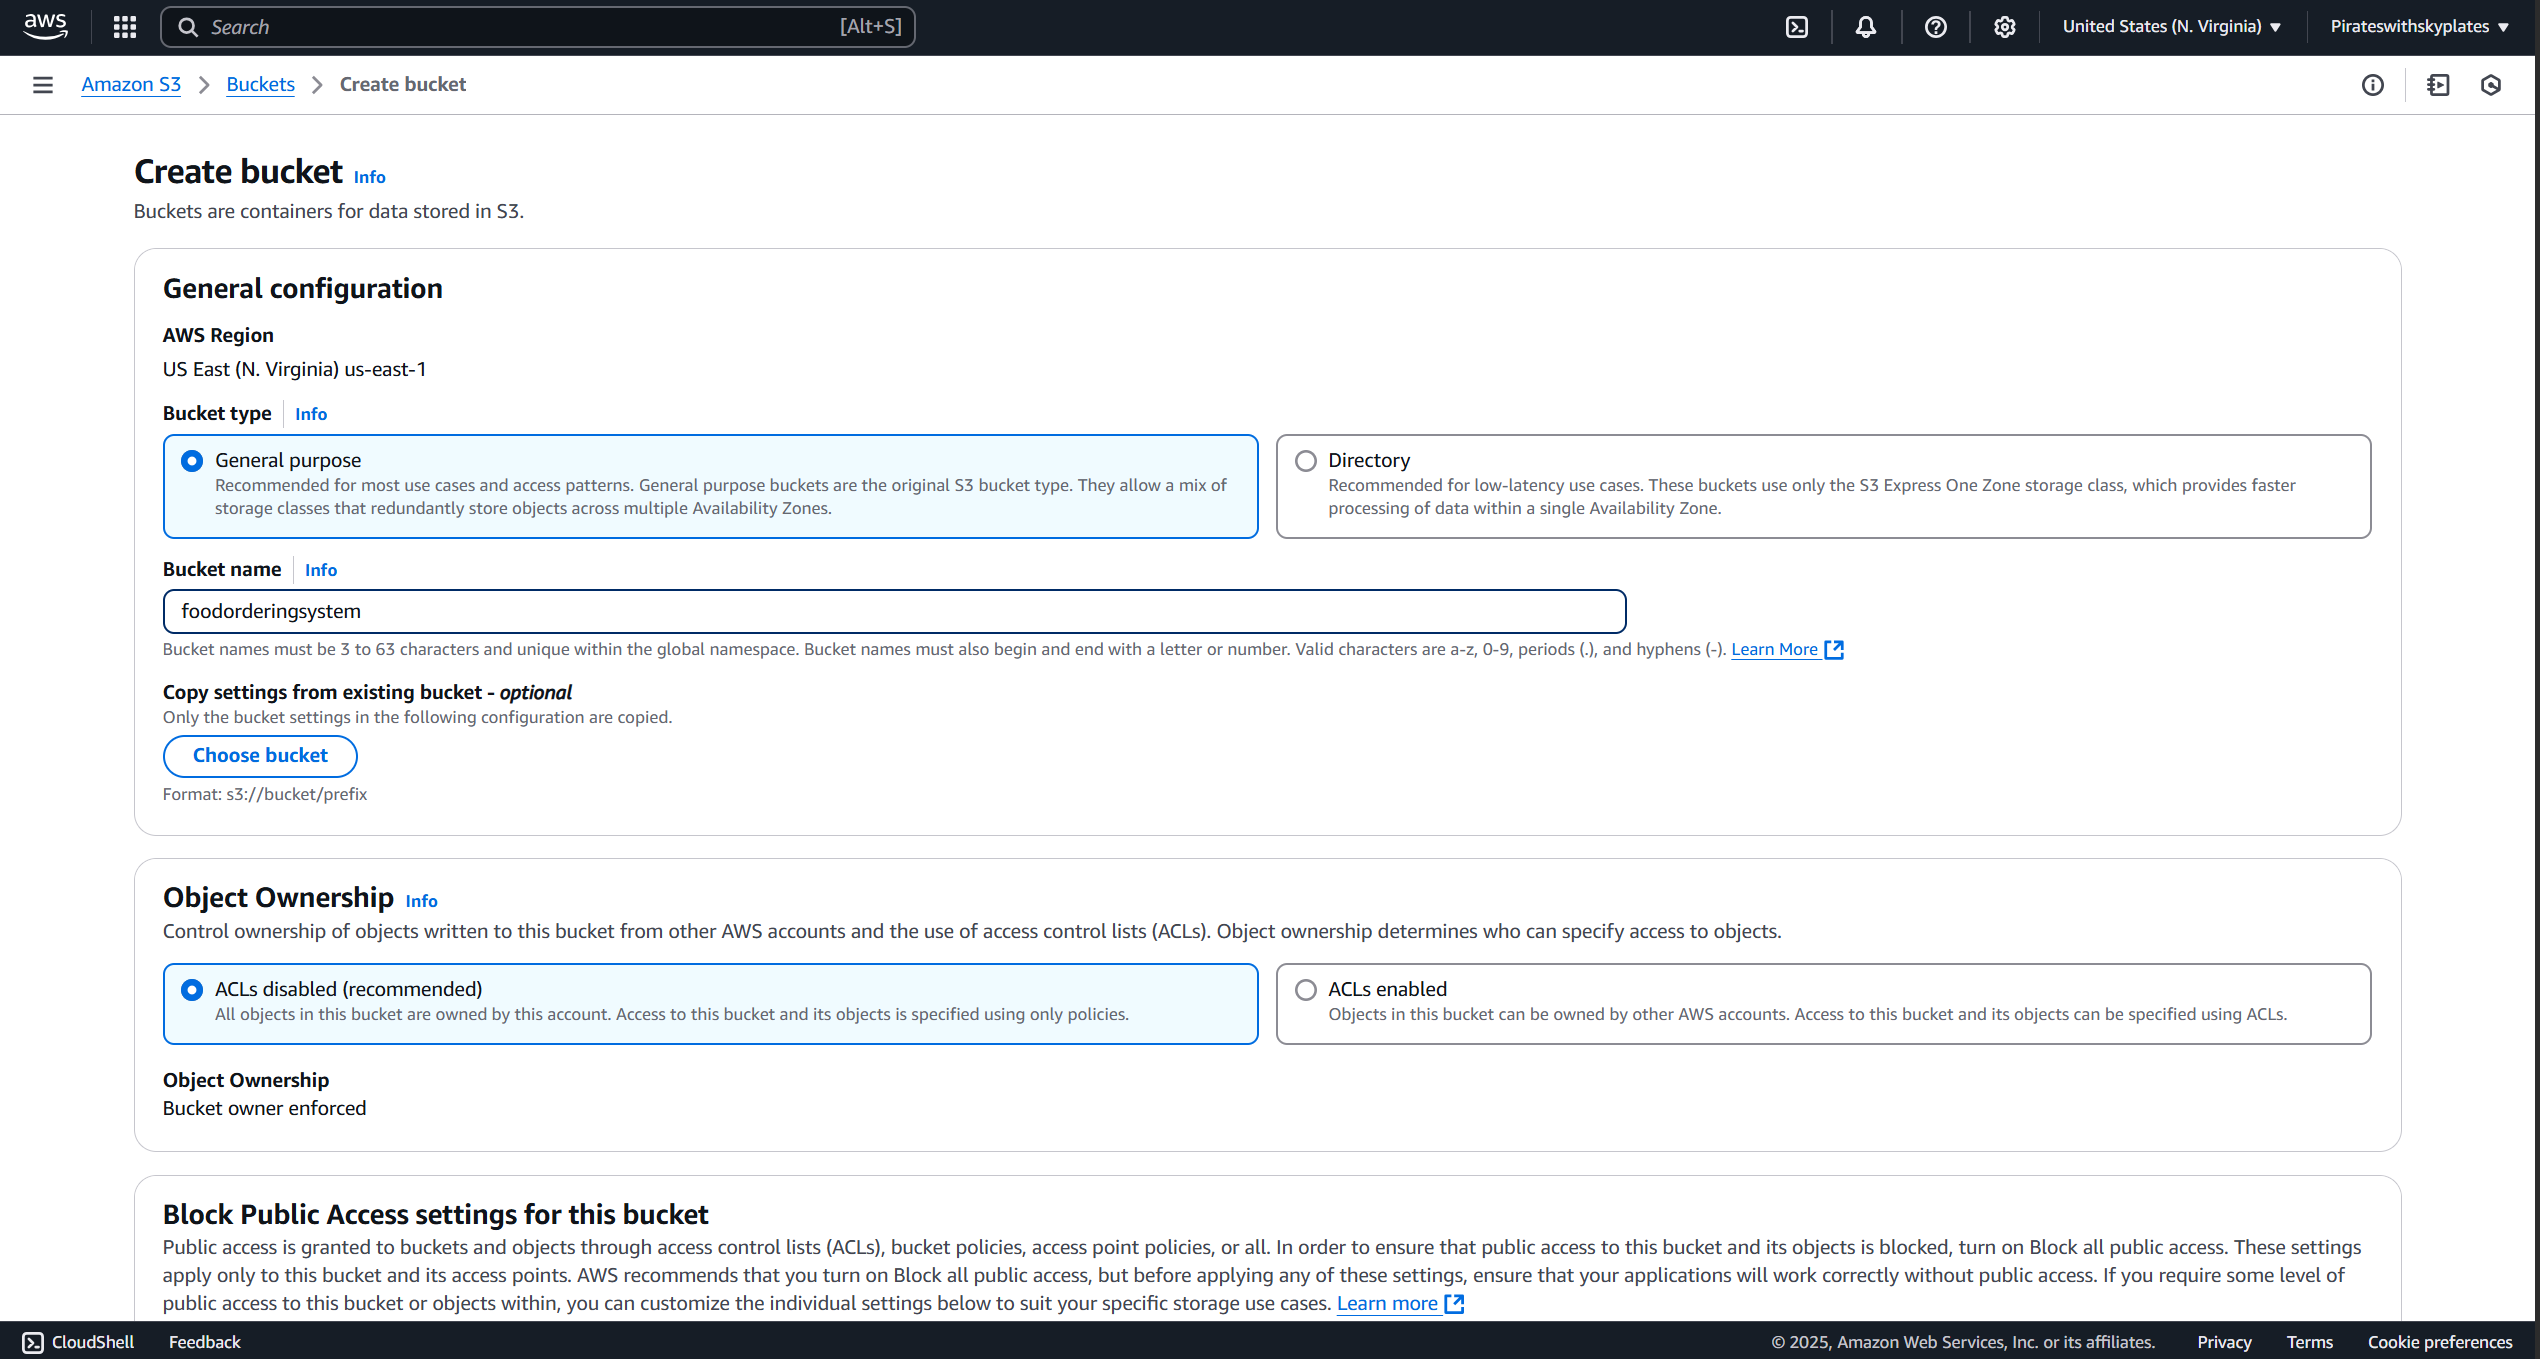 aws
Search [Alt+S]
United States (N. Virginia)
Pirateswithskyplates
Amazon S3 Buckets Create bucket
Create bucket Info
Buckets are containers for data stored in S3.
General configuration
AWS Region
US East (N. Virginia) us-east-1
Bucket type Info
General purpose
Recommended for most use cases and access patterns. General purpose buckets are the original S3 bucket type. They allow a mix of
storage classes that redundantly store objects across multiple Availability Zones.
Directory
Recommended for low-latency use cases. These buckets use only the S3 Express One Zone storage class, which provides faster
processing of data within a single Availability Zone.
Bucket name Info
foodorderingsystem
Bucket names must be 3 to 63 characters and unique within the global namespace. Bucket names must also begin and end with a letter or number. Valid characters are a-z, 0-9, periods (.), and hyphens (-). Learn More
Copy settings from existing bucket - optional
Only the bucket settings in the following configuration are copied.
Choose bucket
Format: s3://bucket/prefix
Object Ownership Info
Control ownership of objects written to this bucket from other AWS accounts and the use of access control lists (ACLs). Object ownership determines who can specify access to objects.
ACLs disabled (recommended)
All objects in this bucket are owned by this account. Access to this bucket and its objects is specified using only policies.
ACLs enabled
Objects in this bucket can be owned by other AWS accounts. Access to this bucket and its objects can be specified using ACLs.
Object Ownership
Bucket owner enforced
Block Public Access settings for this bucket
Public access is granted to buckets and objects through access control lists (ACLs), bucket policies, access point policies, or all. In order to ensure that public access to this bucket and its objects is blocked, turn on Block all public access. These settings
apply only to this bucket and its access points. AWS recommends that you turn on Block all public access, but before applying any of these settings, ensure that your applications will work correctly without public access. If you require some level of
public access to this bucket or objects within, you can customize the individual settings below to suit your specific storage use cases. Learn more
CloudShell Feedback
© 2025, Amazon Web Services, Inc. or its affiliates. Privacy Terms Cookie preferences